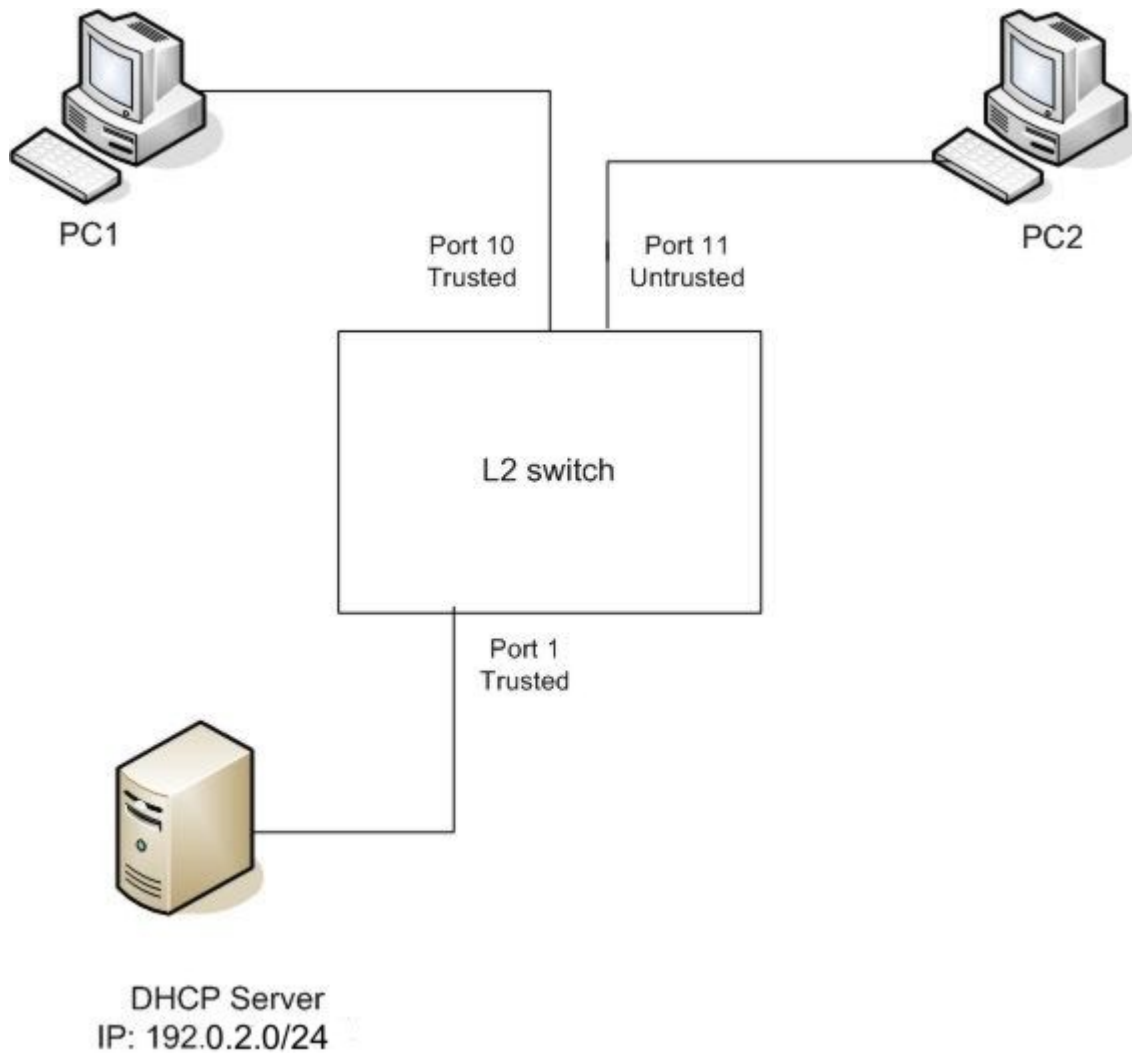 PC1
Port 10
Trusted
Port 11
Untrusted
PC2
L2 switch
Port 1
Trusted
DHCP Server
IP: 192.0.2.0/24